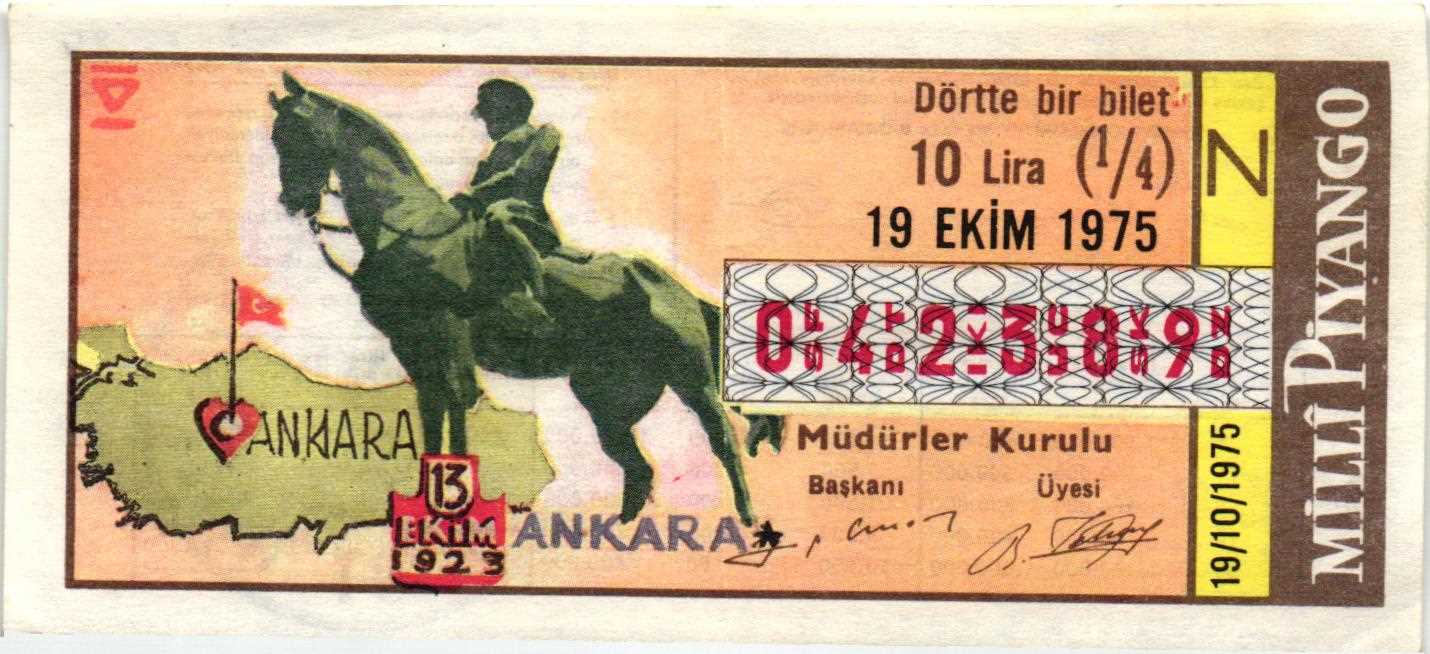 Dörtte bir bilet
10 Lira (1/4)
19 EKİM 1975
042389
Müdürler Kurulu
Başkanı Üyesi
ANKARA
13
EKİM
1923
ANKARA
N
19/10/1975
MİLLÎ PİYANGO